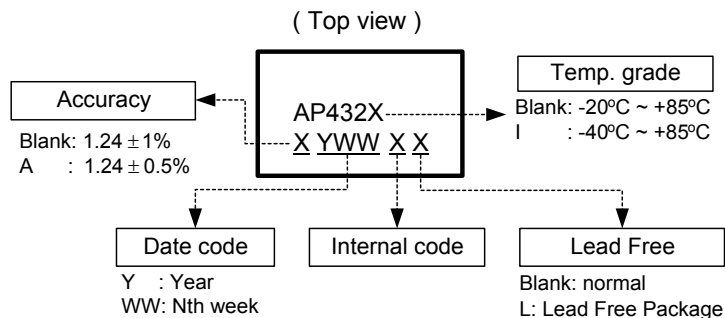 ( Top view )
Accuracy
Blank: 1.24 ± 1%
A : 1.24 ± 0.5%
AP432X
X YWW X X
Temp. grade
Blank: -20ºC ~ +85ºC
I : -40ºC ~ +85ºC
Date code
Y : Year
WW: Nth week
Internal code
Lead Free
Blank: normal
L: Lead Free Package